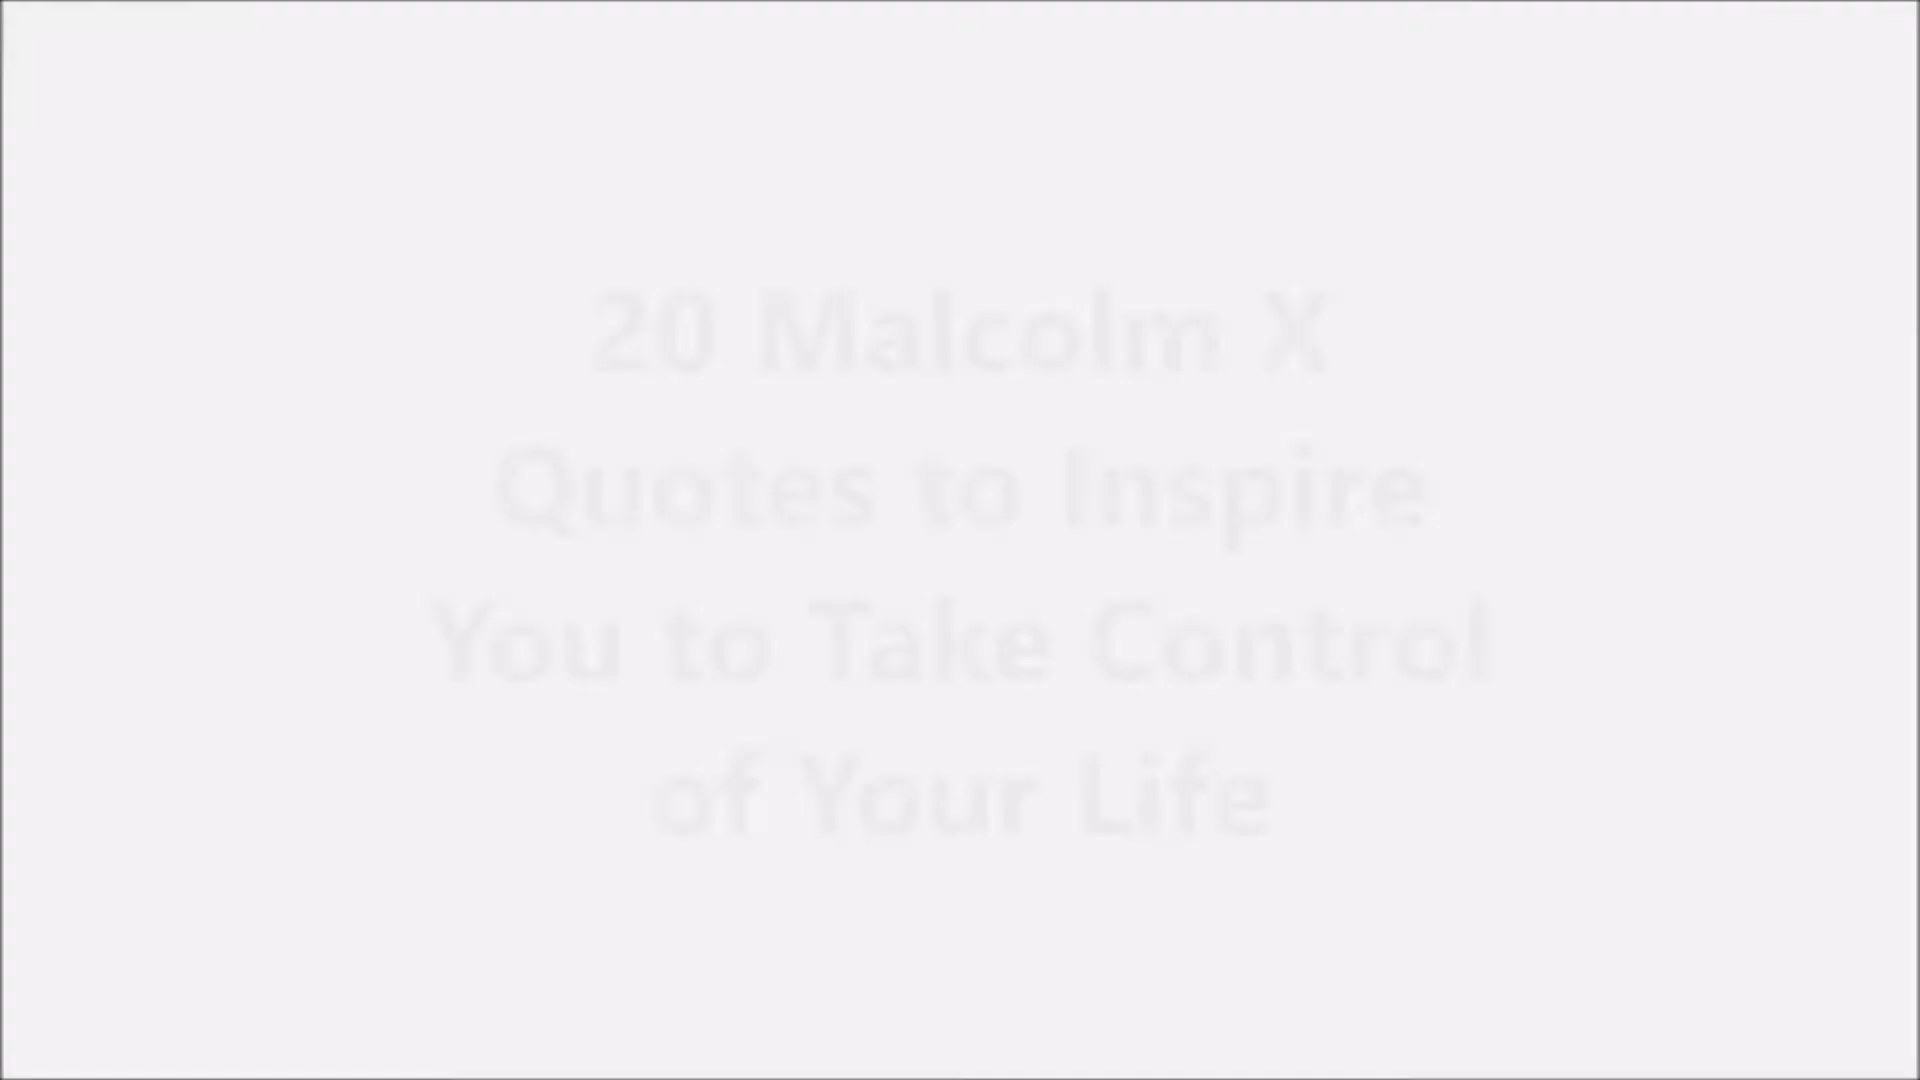 20 Malcolm X
Quotes to Inspire
You to Take Control
of Your Life